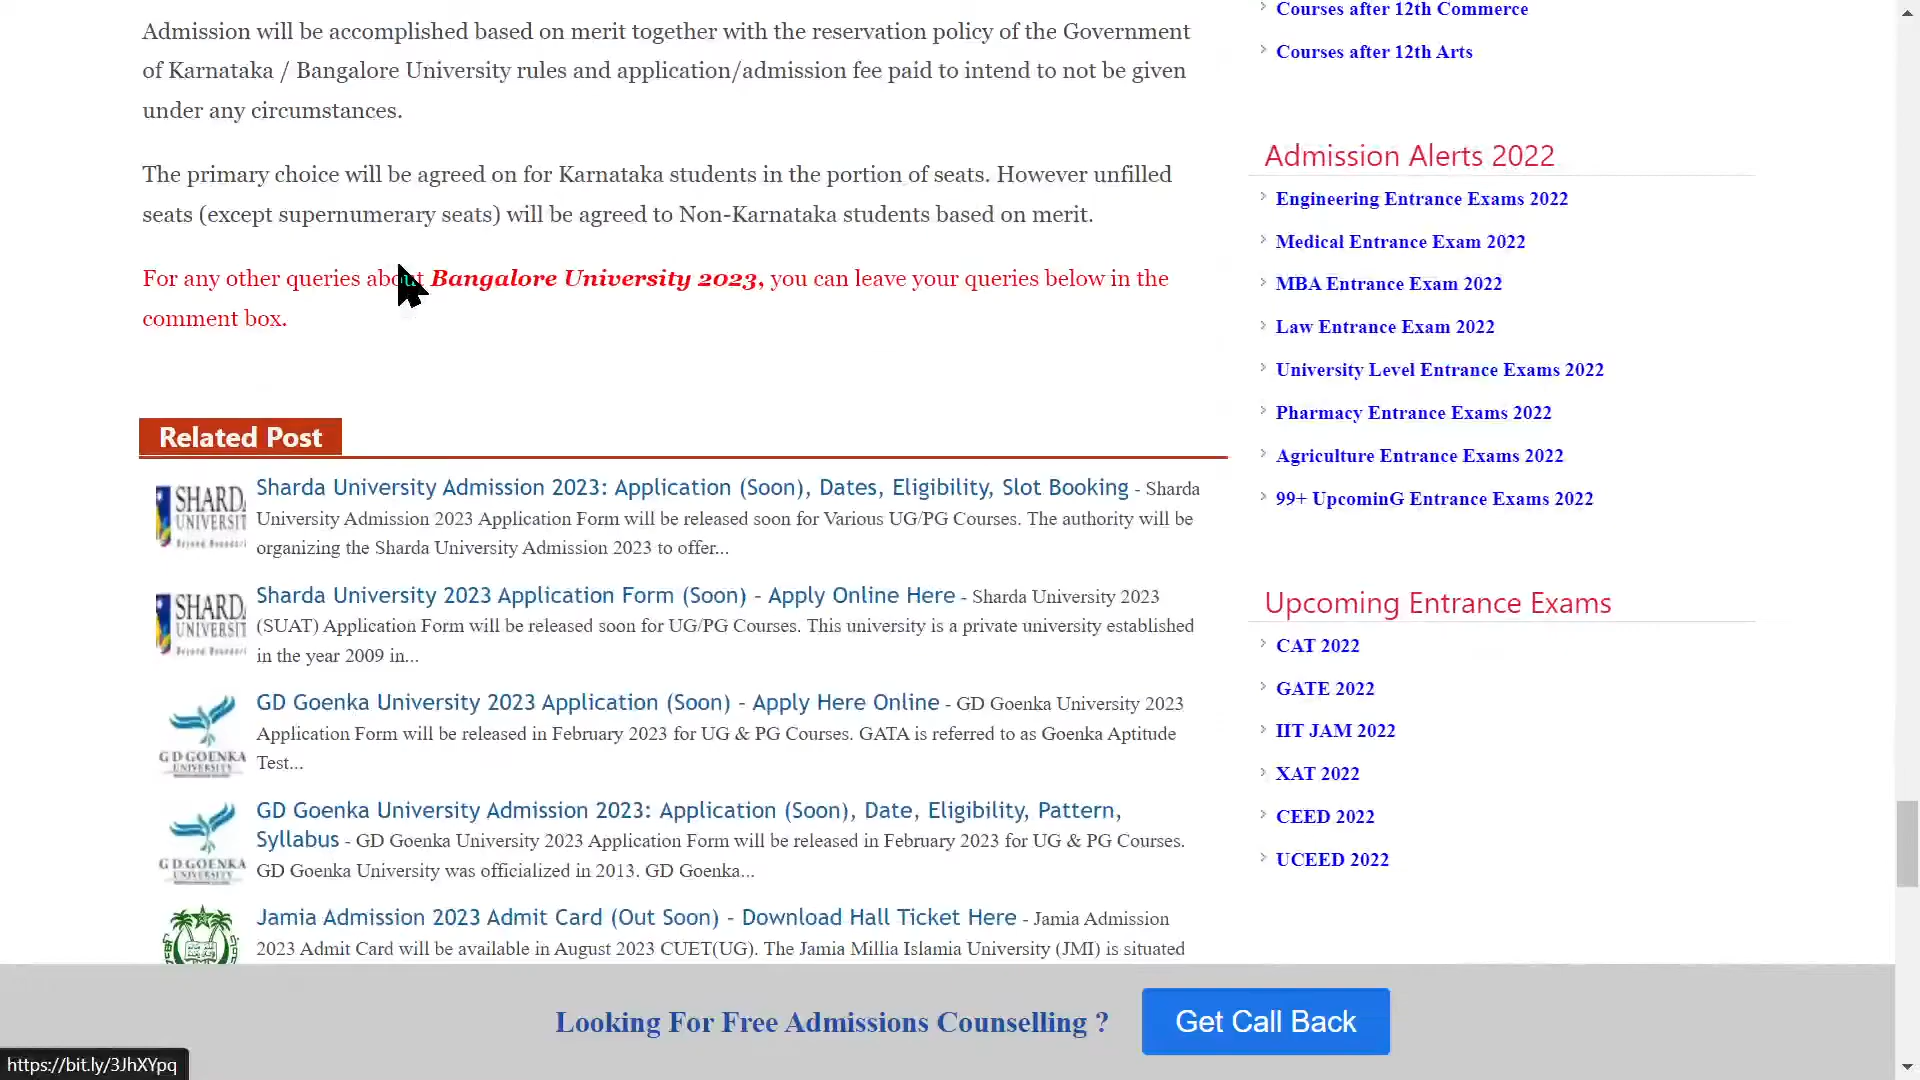 Admission will be accomplished based on merit together with the reservation policy of the Government
of Karnataka / Bangalore University rules and application/admission fee paid to intend to not be given
under any circumstances.
The primary choice will be agreed on for Karnataka students in the portion of seats. However unfilled
seats (except supernumerary seats) will be agreed to Non-Karnataka students based on merit.
For any other queries about Bangalore University 2023, you can leave your queries below in the
comment box.
Related Post
SHARDA
UNIVERSIT
Beyond Boundari
Sharda University Admission 2023: Application (Soon), Dates, Eligibility, Slot Booking - Sharda
University Admission 2023 Application Form will be released soon for Various UG/PG Courses. The authority will be
organizing the Sharda University Admission 2023 to offer...
SHARDA
UNIVERSIT
Beyond Boundari
Sharda University 2023 Application Form (Soon) - Apply Online Here - Sharda University 2023
(SUAT) Application Form will be released soon for UG/PG Courses. This university is a private university established
in the year 2009 in...
GD GOENKA
UNIVERSITY
GD Goenka University 2023 Application (Soon) - Apply Here Online - GD Goenka University 2023
Application Form will be released in February 2023 for UG & PG Courses. GATA is referred to as Goenka Aptitude
Test...
GD GOENKA
UNIVERSITY
GD Goenka University Admission 2023: Application (Soon), Date, Eligibility, Pattern,
Syllabus - GD Goenka University 2023 Application Form will be released in February 2023 for UG & PG Courses.
GD Goenka University was officialized in 2013. GD Goenka...
Jamia Admission 2023 Admit Card (Out Soon) - Download Hall Ticket Here - Jamia Admission
2023 Admit Card will be available in August 2023 CUET(UG). The Jamia Millia Islamia University (JMI) is situated
Courses after 12th Commerce
Courses after 12th Arts
Admission Alerts 2022
Engineering Entrance Exams 2022
Medical Entrance Exam 2022
MBA Entrance Exam 2022
Law Entrance Exam 2022
University Level Entrance Exams 2022
Pharmacy Entrance Exams 2022
Agriculture Entrance Exams 2022
99+ UpcominG Entrance Exams 2022
Upcoming Entrance Exams
CAT 2022
GATE 2022
IIT JAM 2022
XAT 2022
CEED 2022
UCEED 2022
Looking For Free Admissions Counselling ?
Get Call Back
https://bit.ly/3JhXYpq